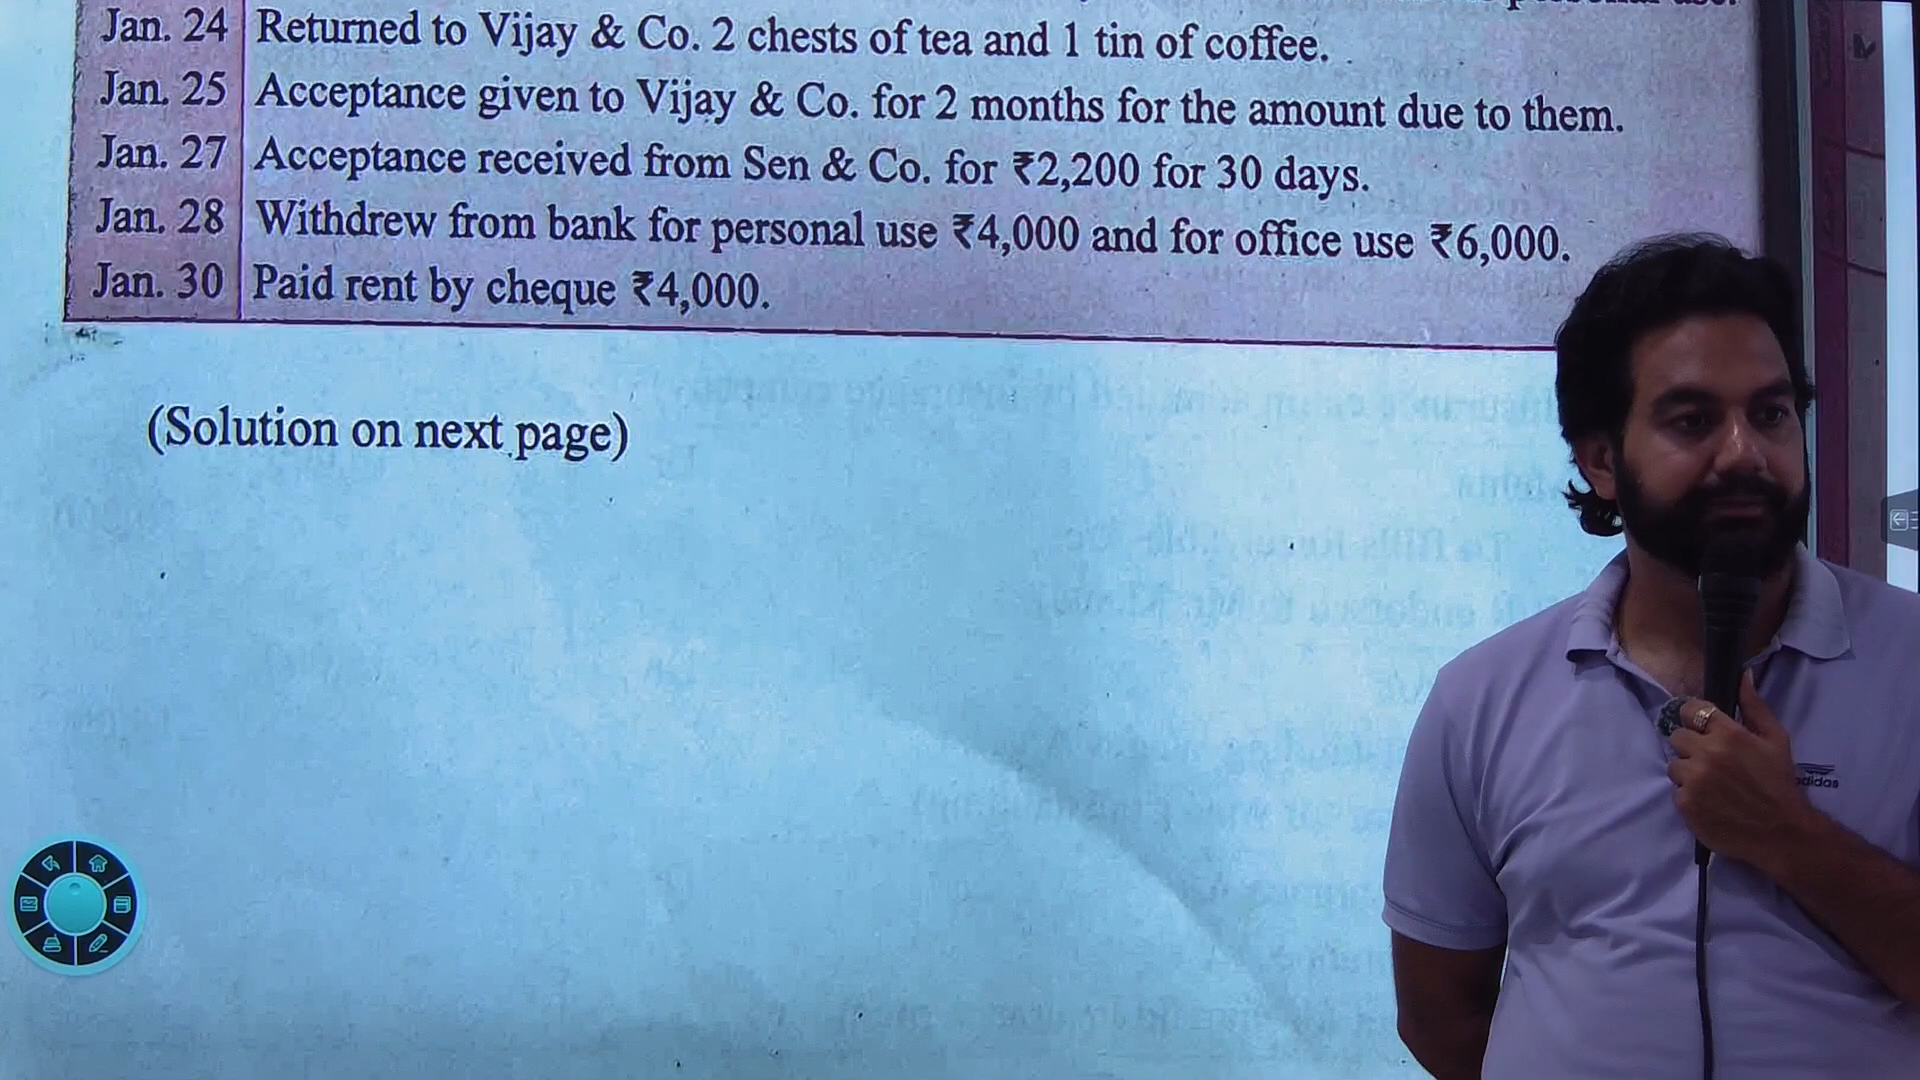 personal use.
Jan. 24 Returned to Vijay & Co. 2 chests of tea and 1 tin of coffee.
Jan. 25 Acceptance given to Vijay & Co. for 2 months for the amount due to them.
Jan. 27 Acceptance received from Sen & Co. for ₹2,200 for 30 days.
Jan. 28 Withdrew from bank for personal use ₹4,000 and for office use ₹6,000.
Jan. 30 Paid rent by cheque ₹4,000.
(Solution on next page)
adidas